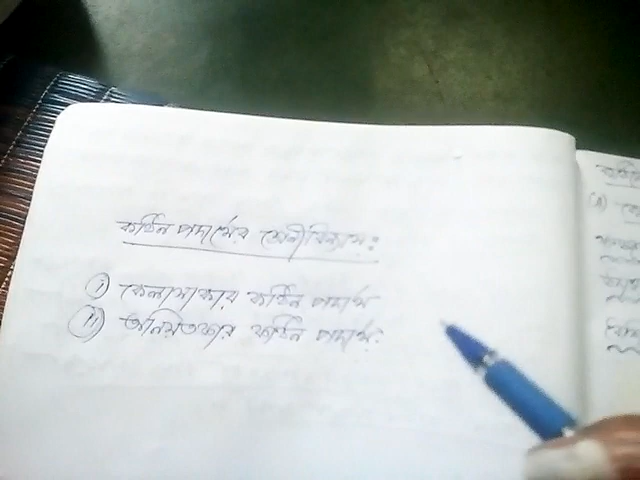 কঠিন পদার্থের শ্রেনীবিন্যাস:
(i) কেলাসাকার কঠিন পদার্থ
(ii) অনিয়তাকার কঠিন পদার্থ
(A)